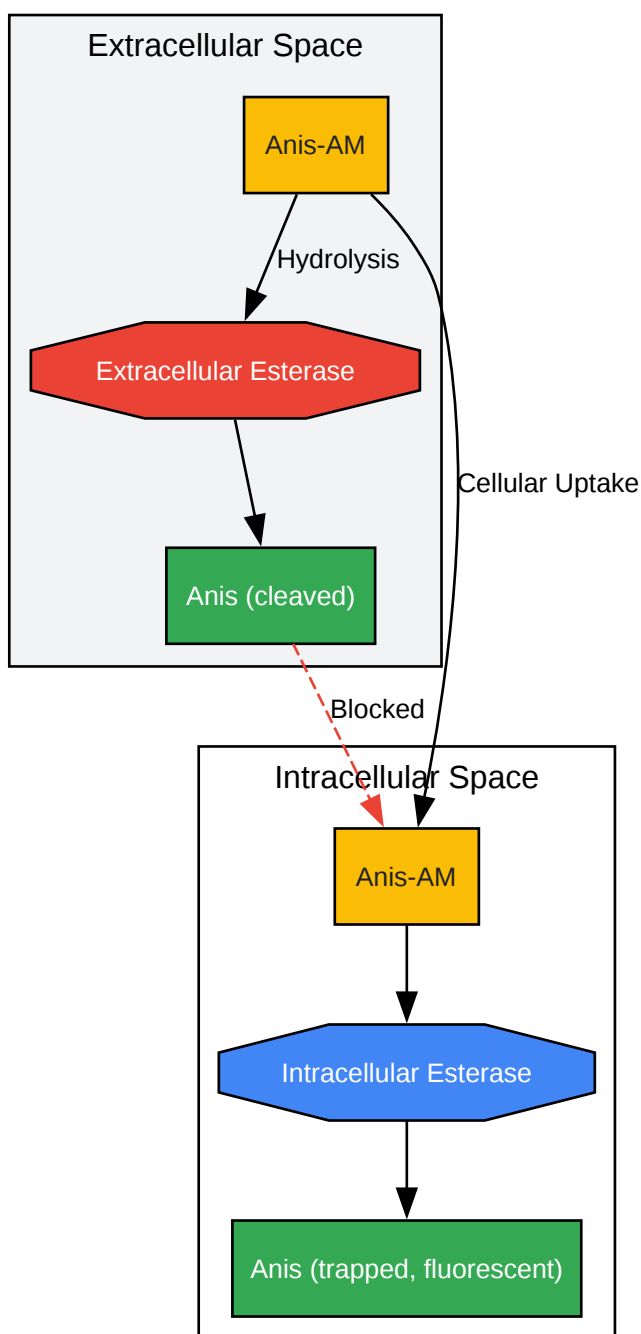 Extracellular Space
Anis-AM
Hydrolysis
Extracellular Esterase
Cellular Uptake
Anis (cleaved)
Blocked
Intracellular Space
Anis-AM
Intracellular Esterase
Anis (trapped, fluorescent)